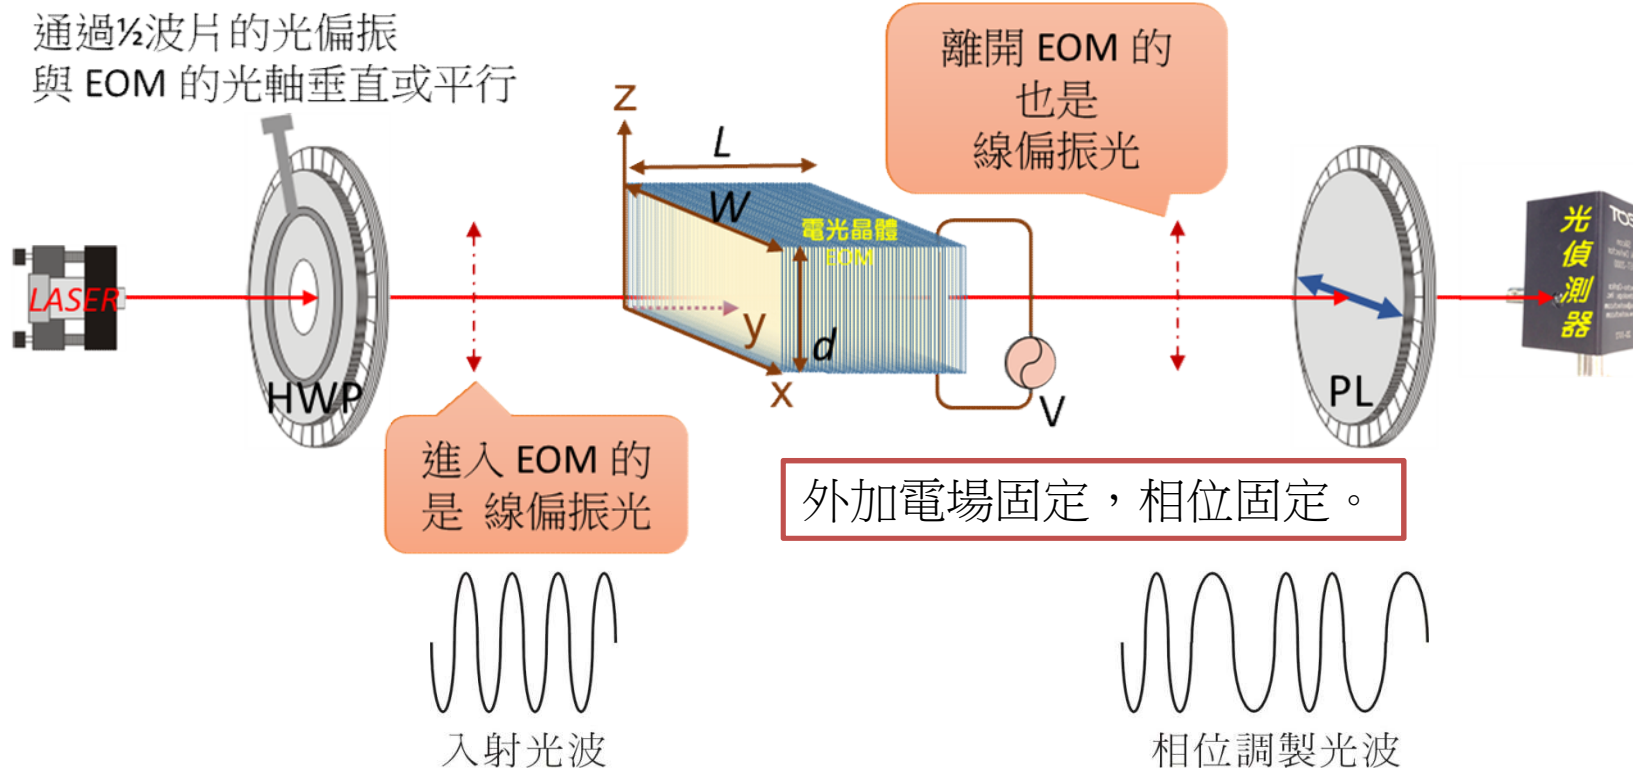 通過½波片的光偏振
與 EOM 的光軸垂直或平行
離開 EOM 的
也是
線偏振光
z
L
W
電光晶體
EOM
LASER
y
d
x
V
HWP
PL
光偵測器
進入 EOM 的
是 線偏振光
外加電場固定，相位固定。
入射光波
相位調製光波